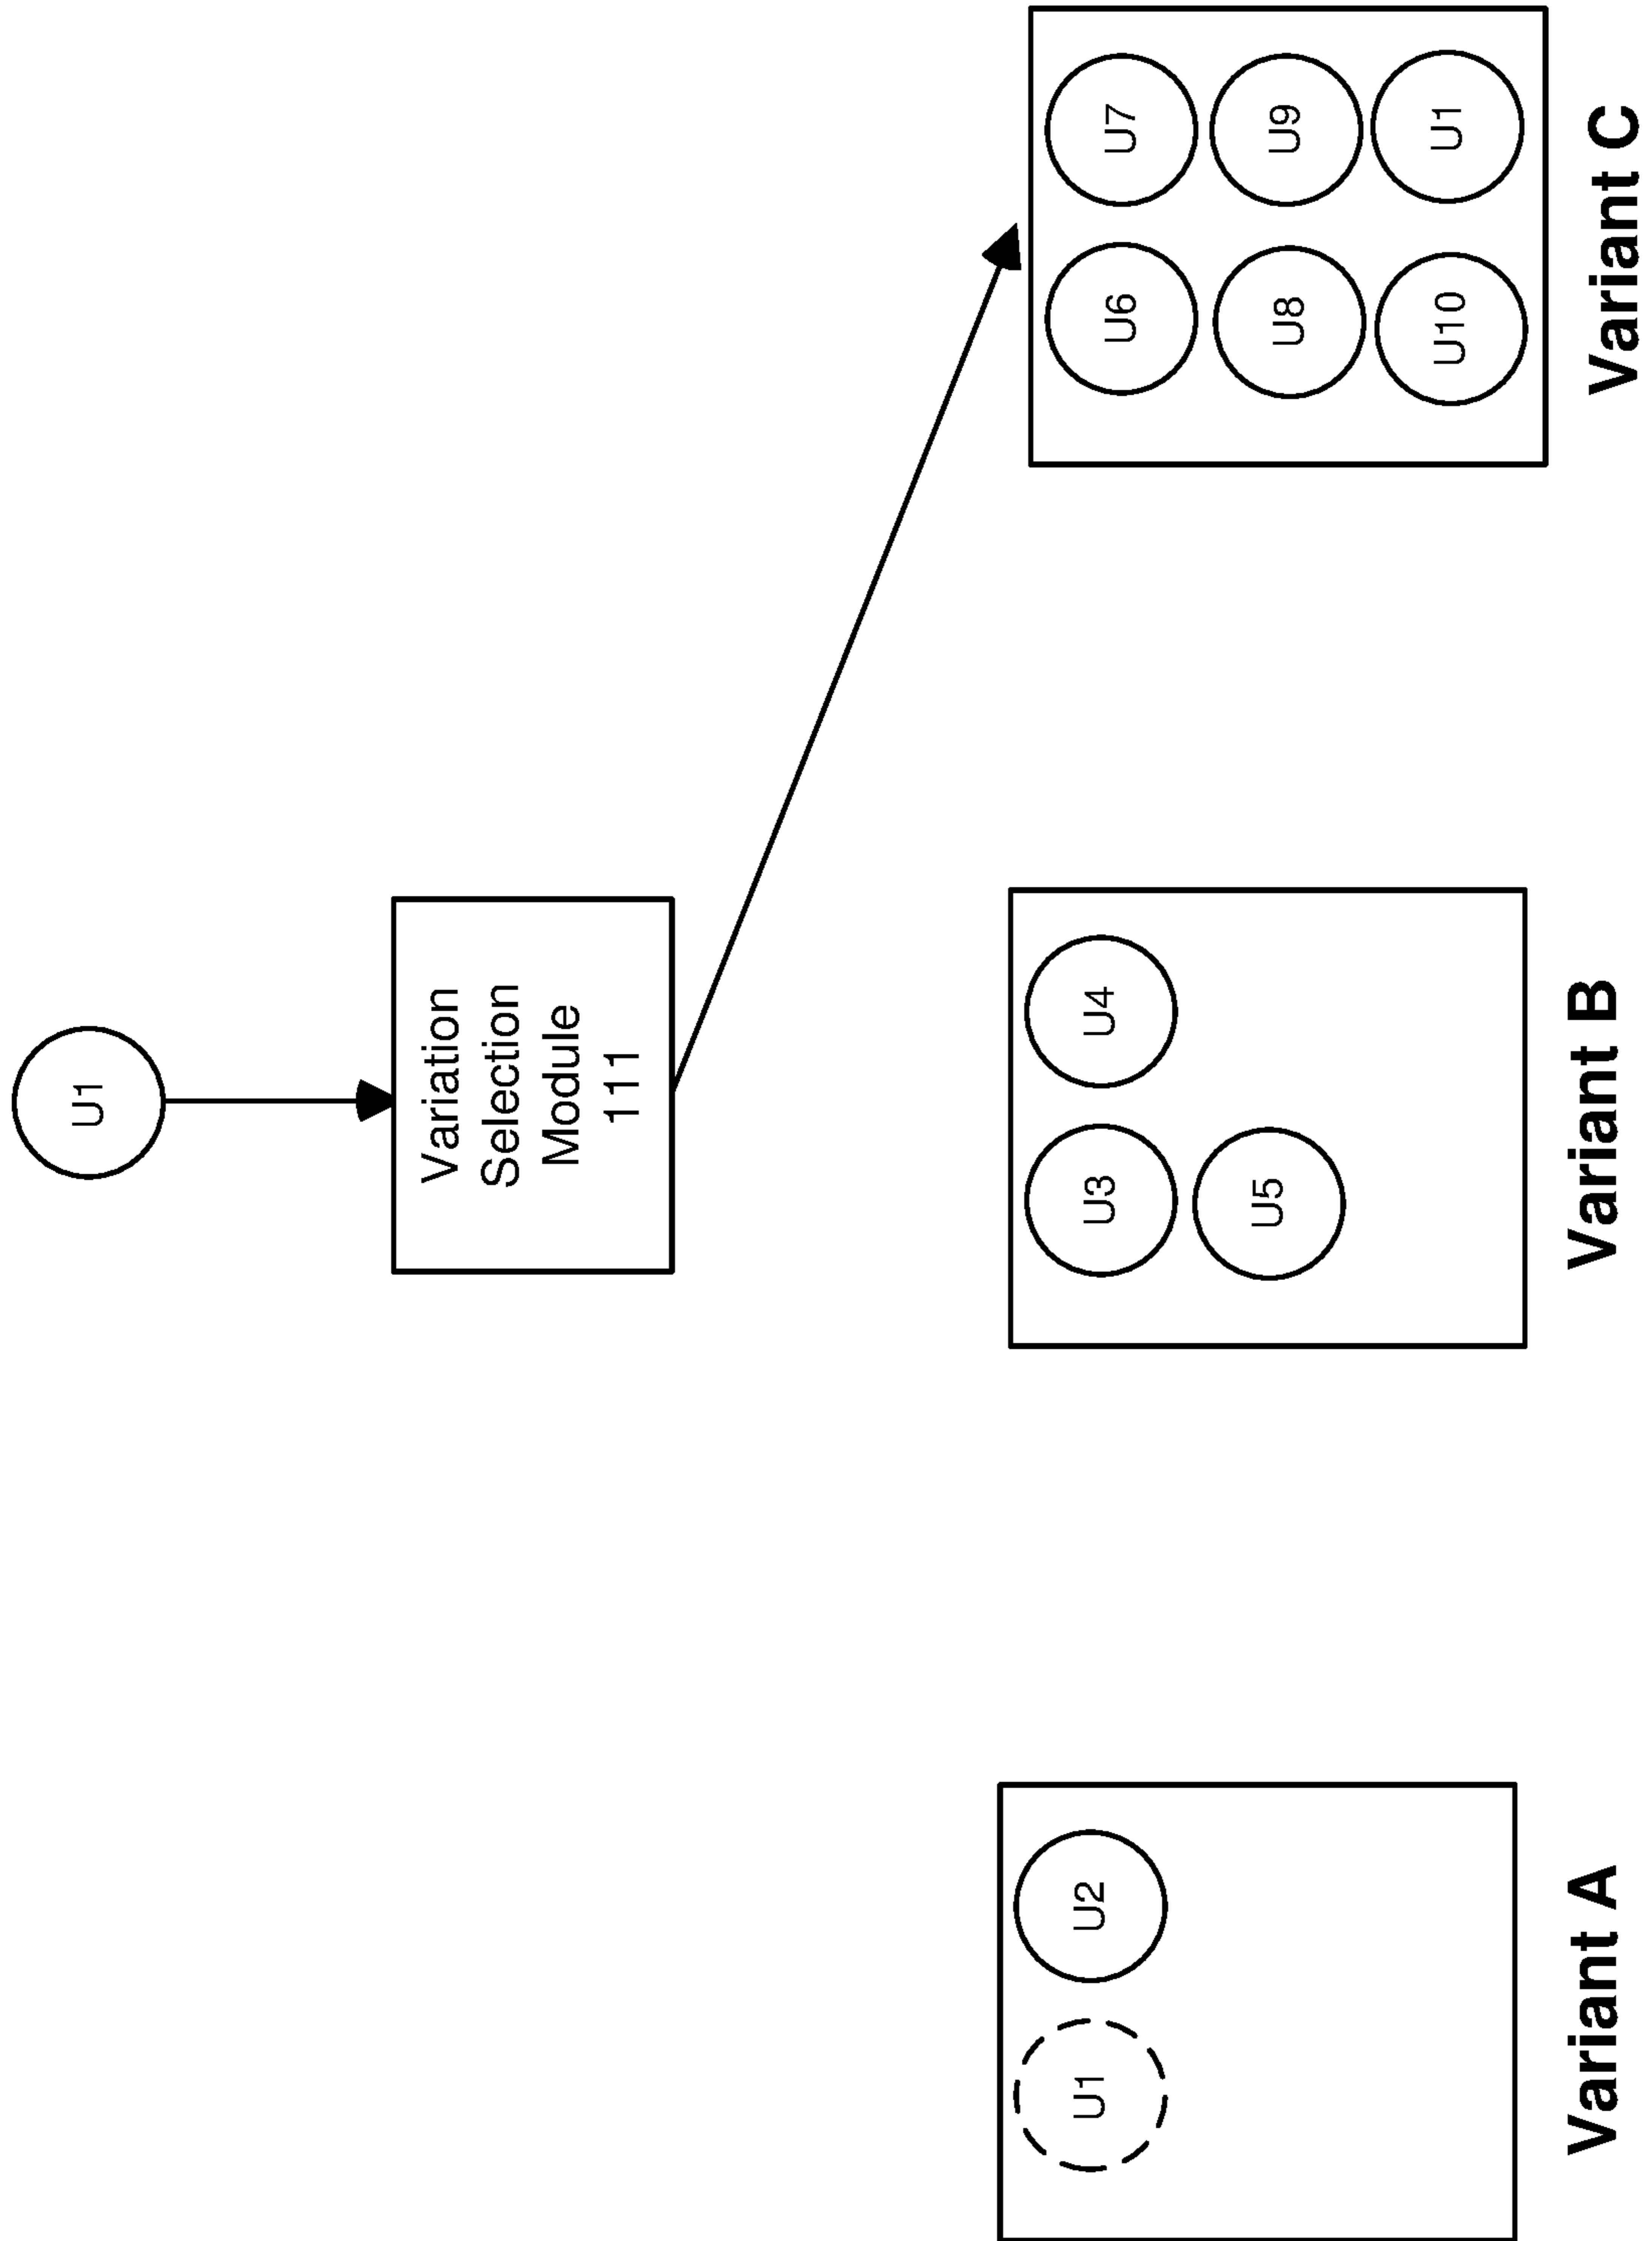 U1
Variation
Selection
Module
111
U1
U2
Variant A
U3
U4
U5
Variant B
U6
U7
U8
U9
U10
U1
Variant C